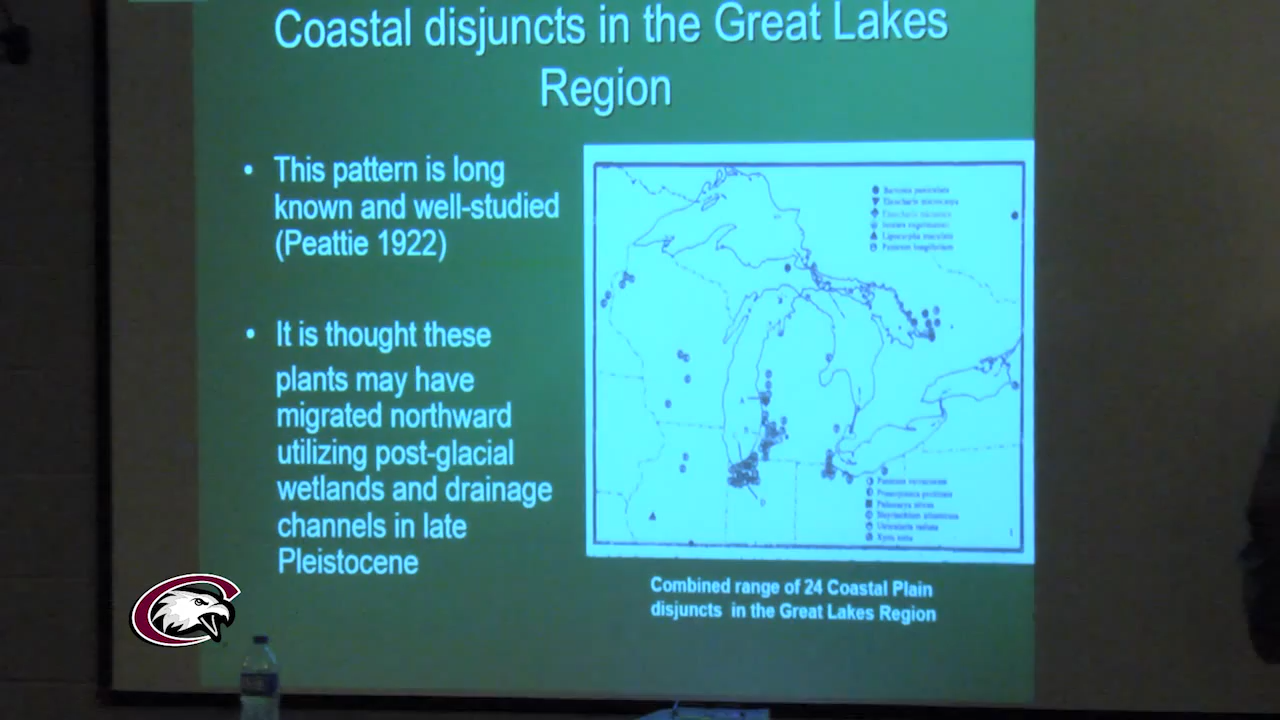 Coastal disjuncts in the Great Lakes
Region
• This pattern is long
known and well-studied
(Peattie 1922)
• It is thought these
plants may have
migrated northward
utilizing post-glacial
wetlands and drainage
channels in late
Pleistocene
Combined range of 24 Coastal Plain
disjuncts in the Great Lakes Region